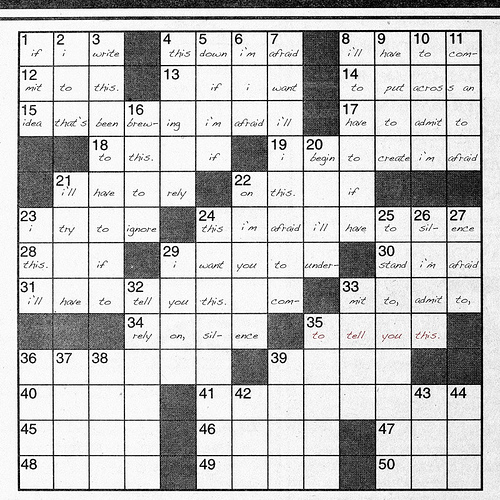 1 2 3 4 5 6 7 8 9 10 11
if i write this down i'm afraid i'll have to com-
12 13 14
mit to this. if i want to put across an
15 16 17
idea that's been brew- ing i'm afraid i'll have to admit to
18 19 20
to this. if i begin to create i'm afraid
21 22
i'll have to rely on this. if
23 24 25 26 27
i try to ignore this i'm afraid i'll have to sil- ence
28 29 30
this. if i want you to under- stand i'm afraid
31 32 33
i'll have to tell you this. com- mit to, admit to,
34 35
rely on, sil- ence to tell you this.
36 37 38 39
40 41 42 43 44
45 46 47
48 49 50